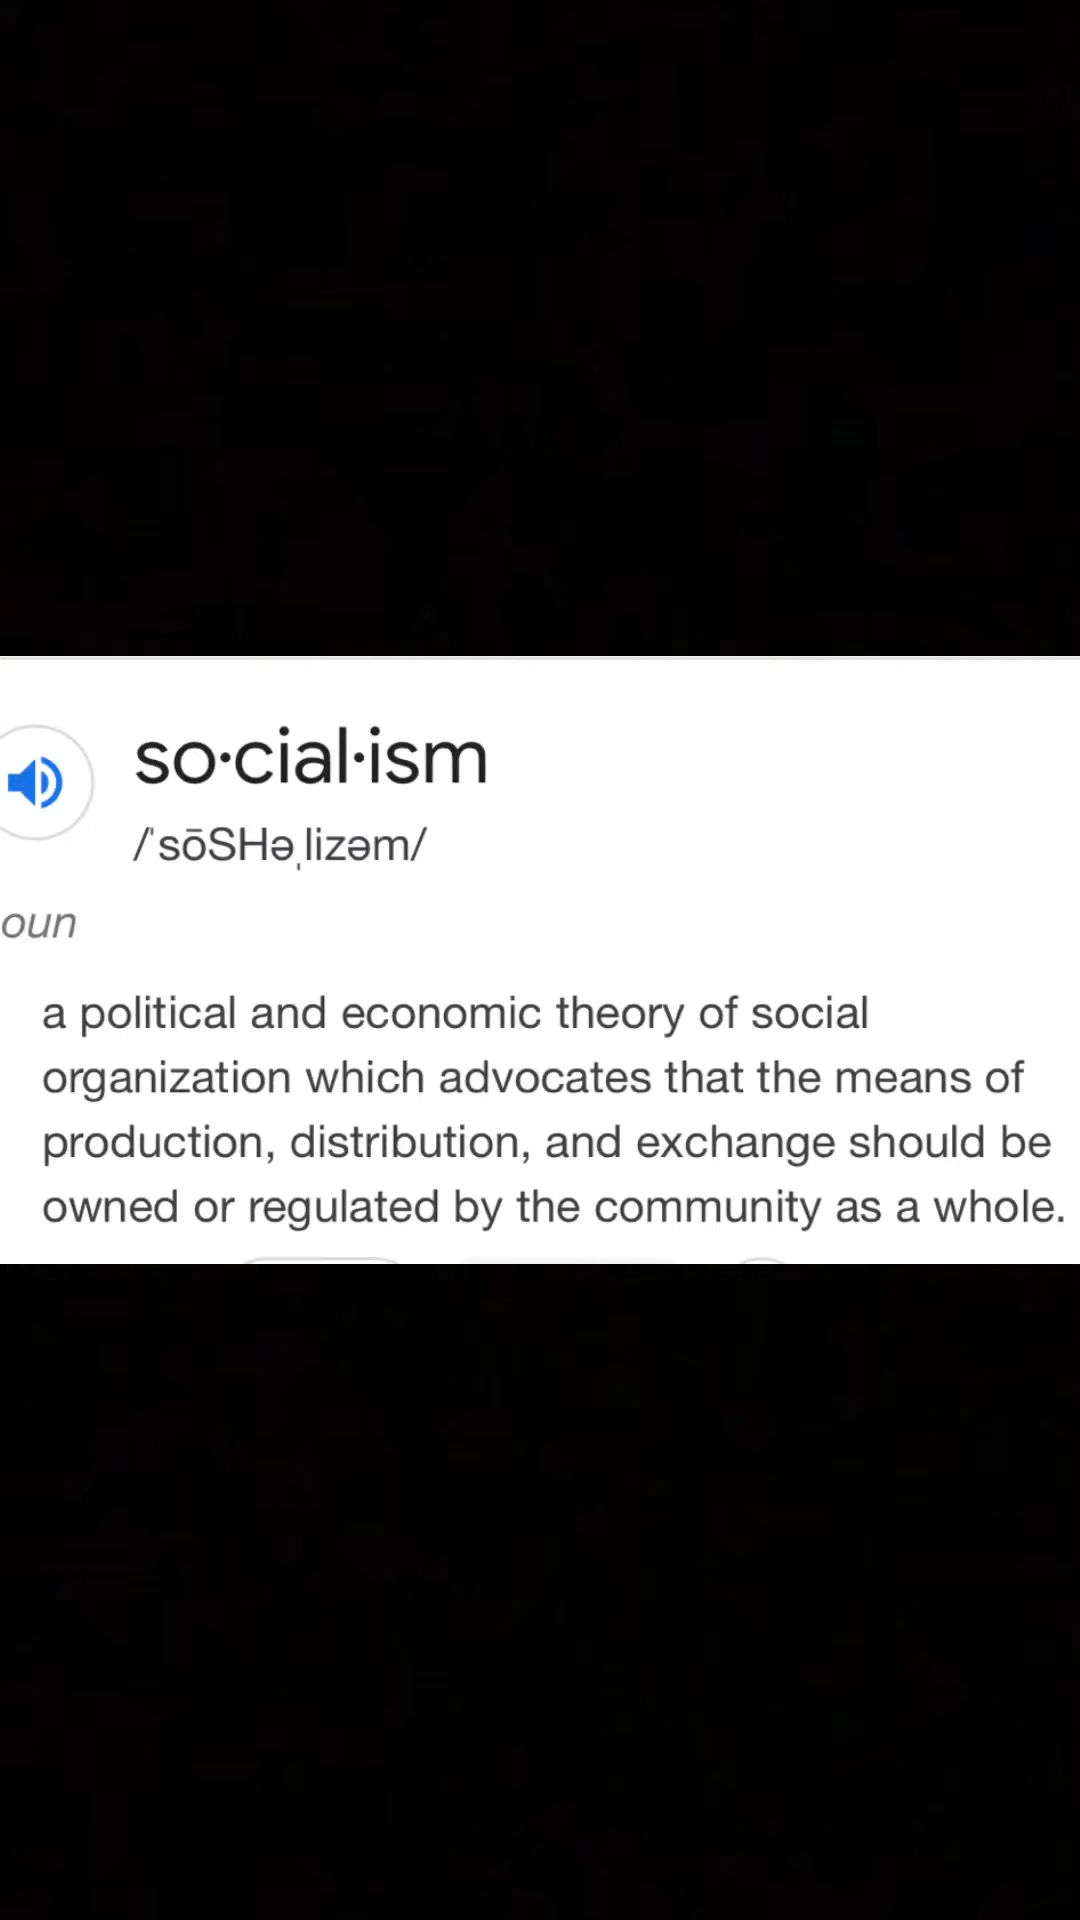 so·cial·ism
/ˈsōSHəˌlizəm/
oun
a political and economic theory of social
organization which advocates that the means of
production, distribution, and exchange should be
owned or regulated by the community as a whole.